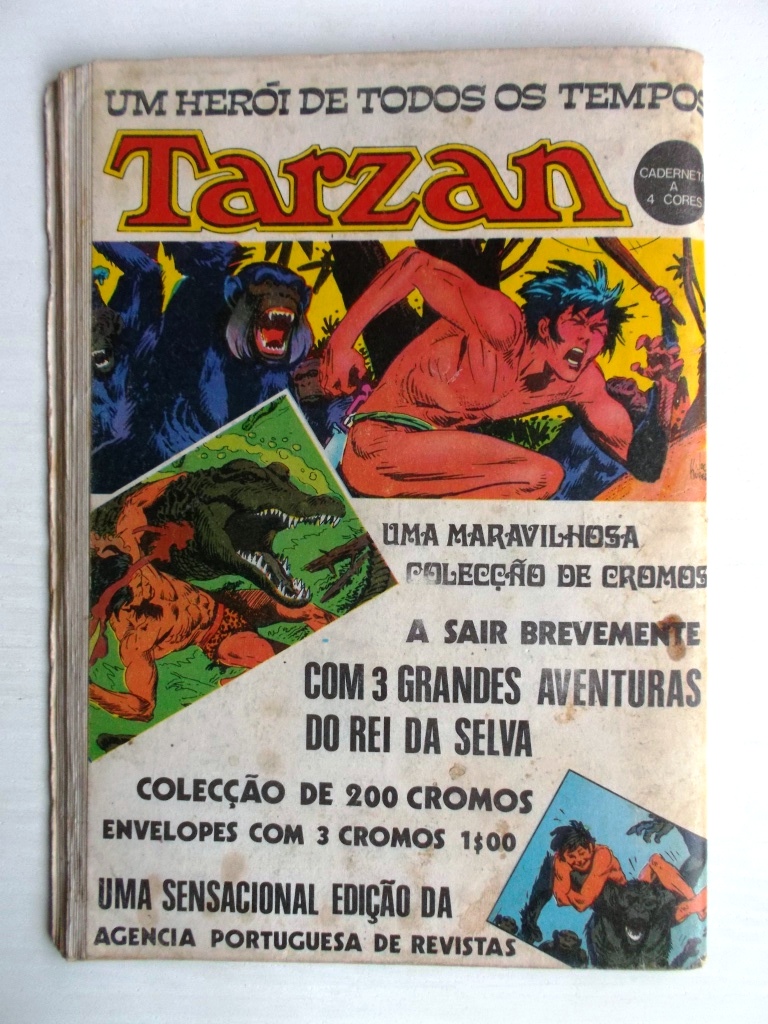 UM HERÓI DE TODOS OS TEMPOS
Tarzan
CADERNETA
A
4 CORES
UMA MARAVILHOSA
COLECÇÃO DE CROMOS
A SAIR BREVEMENTE
COM 3 GRANDES AVENTURAS
DO REI DA SELVA
COLECÇÃO DE 200 CROMOS
ENVELOPES COM 3 CROMOS 1$00
UMA SENSACIONAL EDIÇÃO DA
AGENCIA PORTUGUESA DE REVISTAS